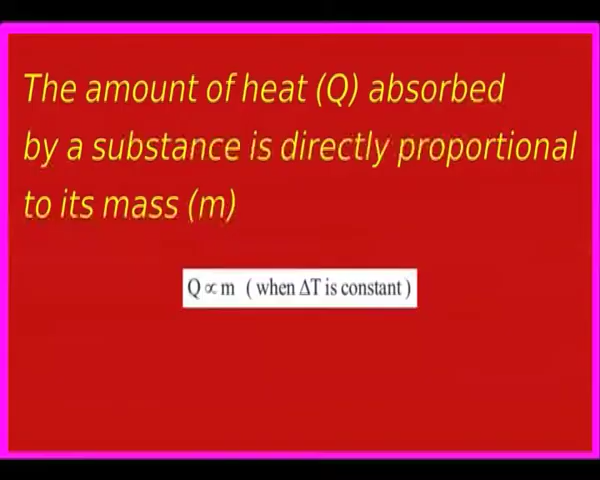 The amount of heat (Q) absorbed
by a substance is directly proportional
to its mass (m)
Q ∝ m ( when ΔT is constant )